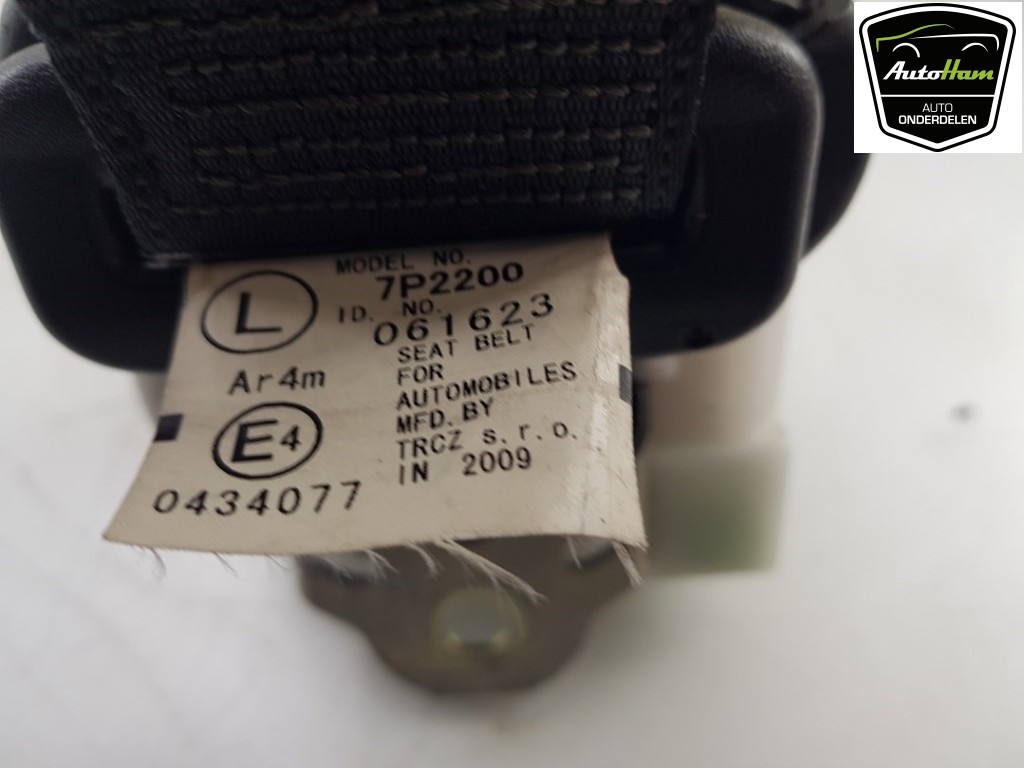 AutoHam
AUTO
ONDERDELEN
L
MODEL NO.
7P2200
ID. NO.
061623
Ar4m
SEAT BELT
FOR
AUTOMOBILES
MFD. BY
TRCZ s.r.o.
IN 2009
E4
0434077